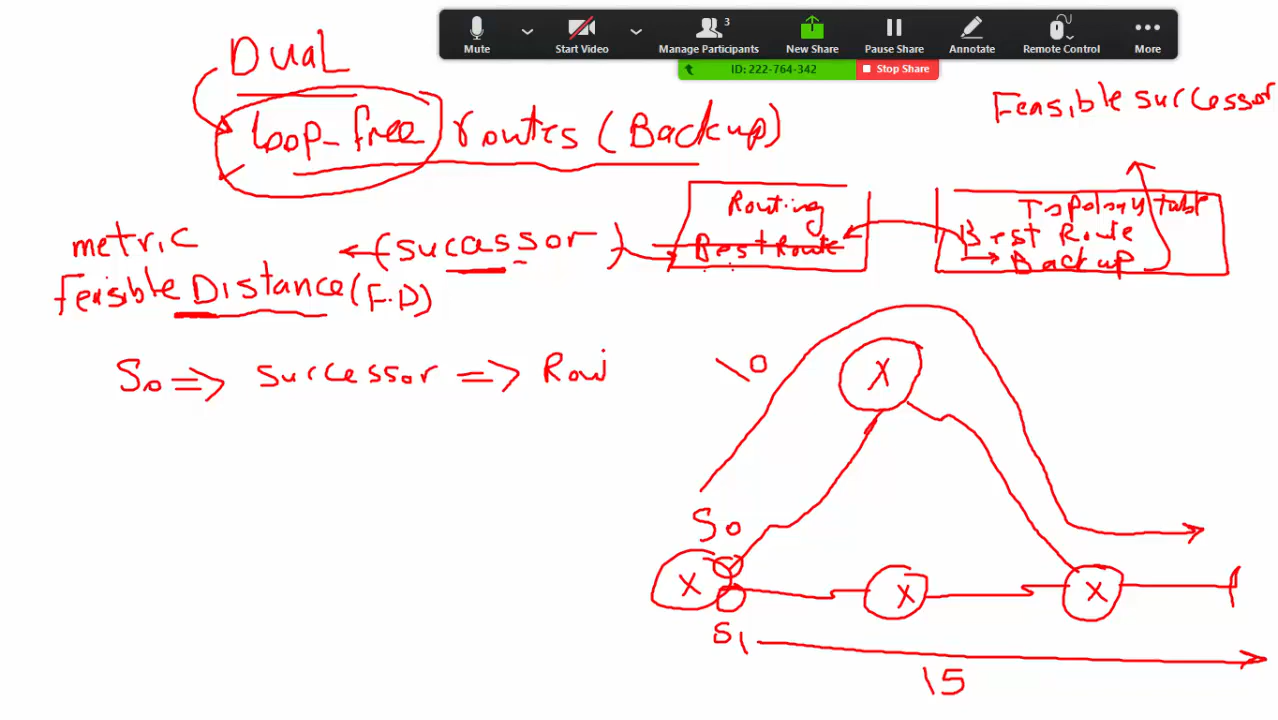 3
Mute
Start Video
Manage Participants
New Share
Pause Share
Annotate
Remote Control
More
ID: 222-764-342
Stop Share
Dual
loop-free routes (Backup)
Feasible successor
Routing
Best Route
Topology table
Best Route
Backup
metric
(sucassor)
feasible Distance (F.D)
So => successor => Rou
10
X
So
X
X
X
S1
15